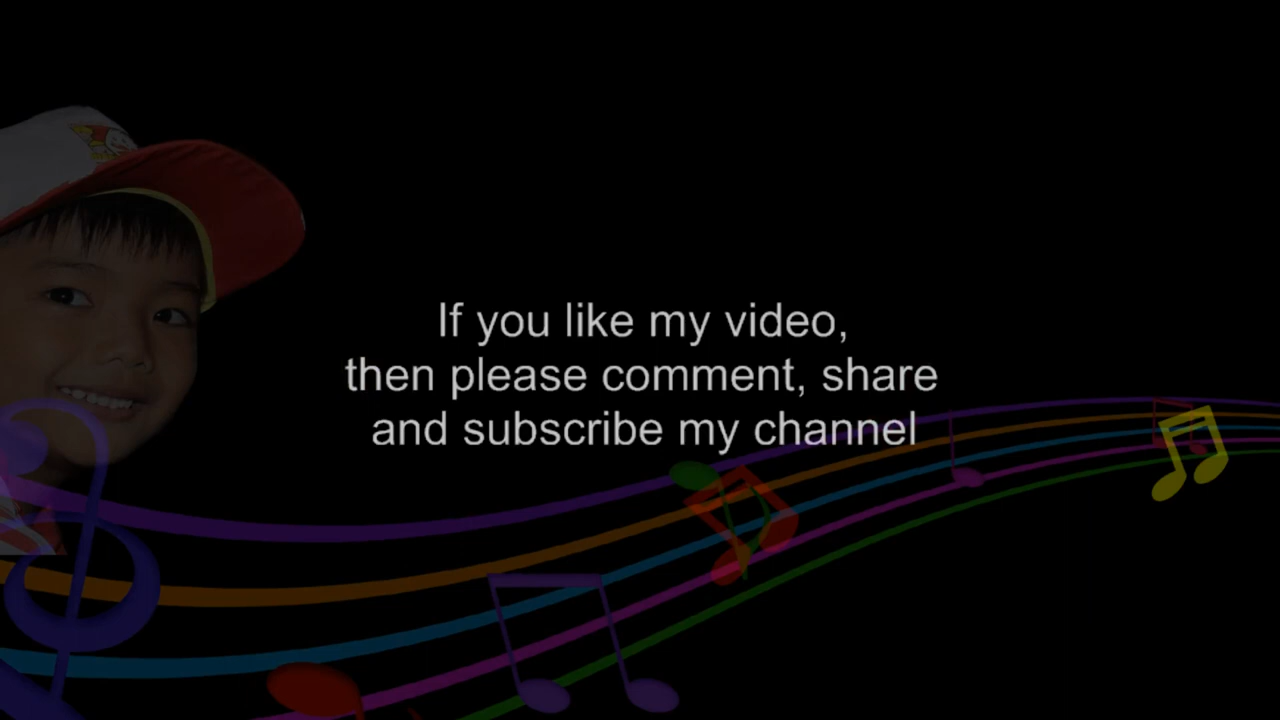 If you like my video,
then please comment, share
and subscribe my channel